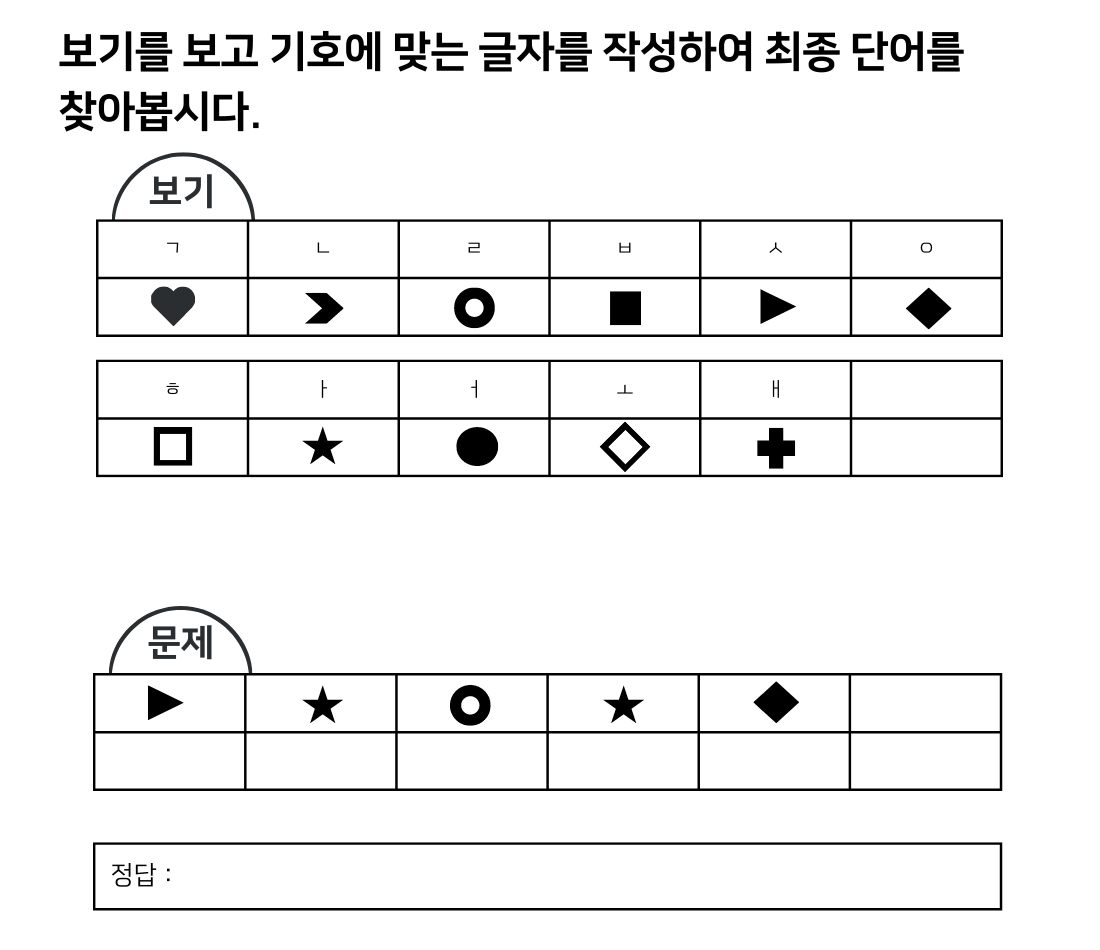 보기를 보고 기호에 맞는 글자를 작성하여 최종 단어를
찾아봅시다.
보기
ㄱ ㄴ ㄹ ㅂ ㅅ ㅇ
ㅎ ㅏ ㅓ ㅗ ㅐ
문제
정답 :